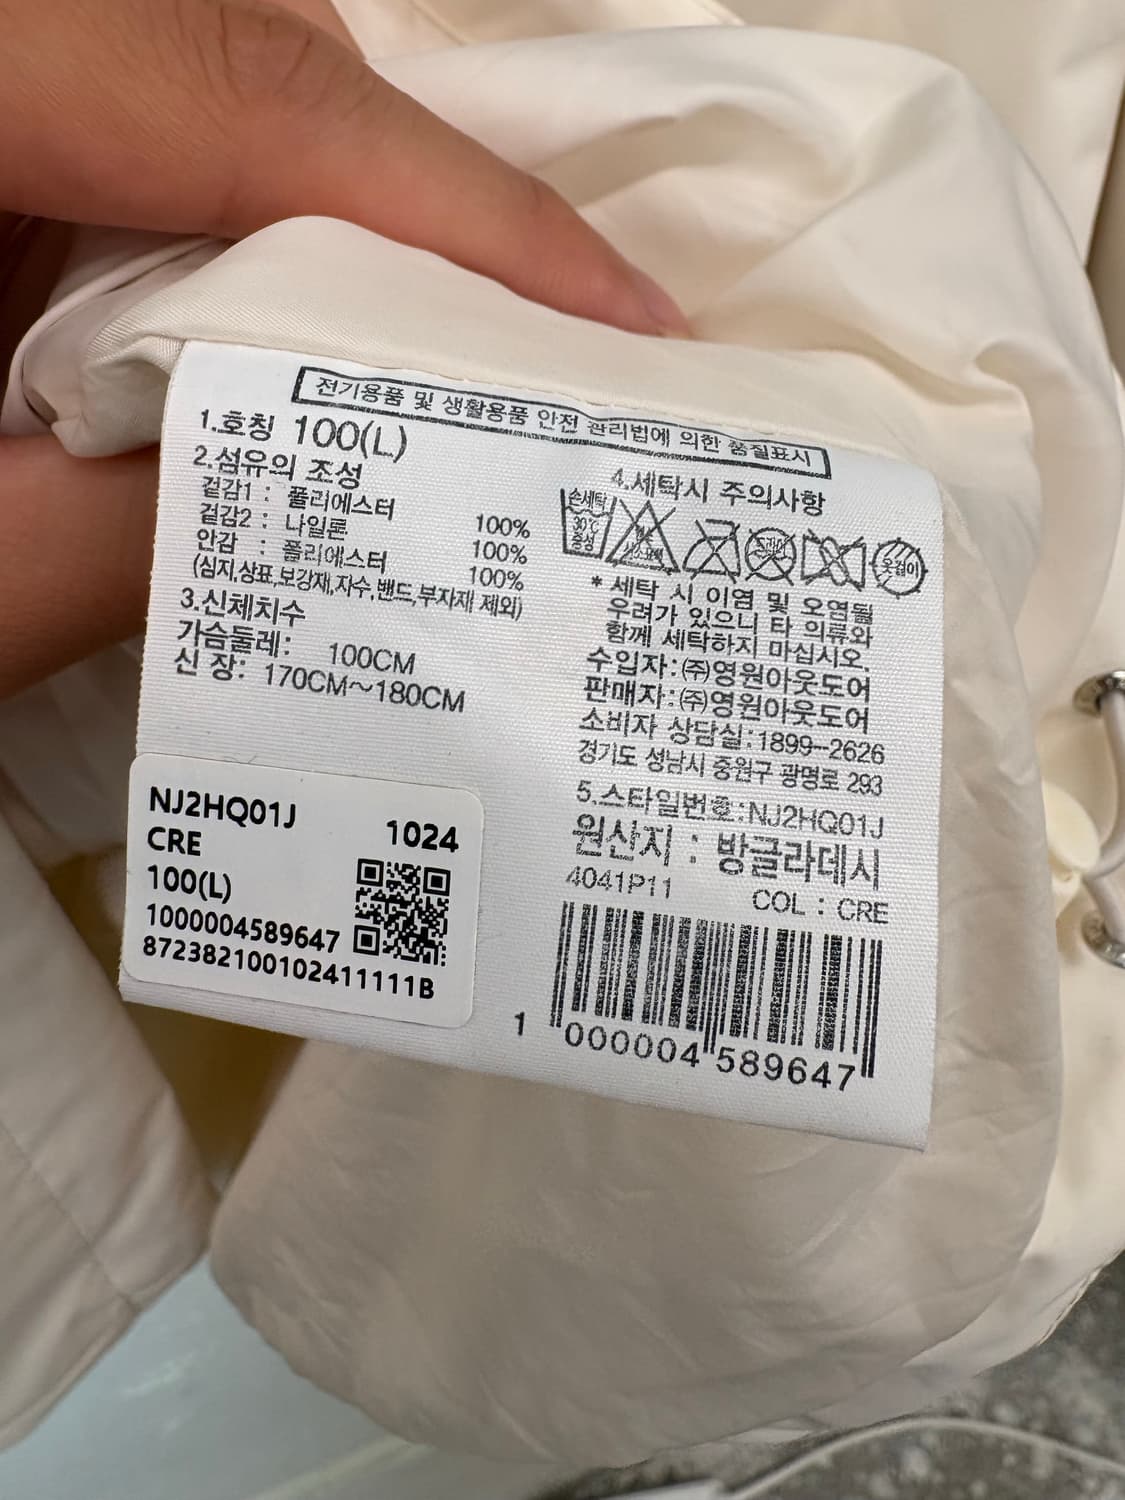 전기용품 및 생활용품 안전 관리법에 의한 품질표시
1.호칭 100(L)
2.섬유의 조성
겉감1 : 폴리에스터 100%
겉감2 : 나일론 100%
안감 : 폴리에스터 100%
(심지,상표,보강재,자수,밴드,부자재 제외)
3.신체치수
가슴둘레: 100CM
신 장: 170CM~180CM
4.세탁시 주의사항
손세탁
30℃
중성
염소표백
드라이
옷걸이
* 세탁 시 이염 및 오염될
우려가 있으니 타 의류와
함께 세탁하지 마십시오.
수입자:(주)영원아웃도어
판매자:(주)영원아웃도어
소비자 상담실:1899-2626
경기도 성남시 중원구 광명로 293
5.스타일번호:NJ2HQ01J
원산지 : 방글라데시
4041P11 COL : CRE
1 000004 589647
NJ2HQ01J 1024
CRE
100(L)
1000004589647
872382100102411111B